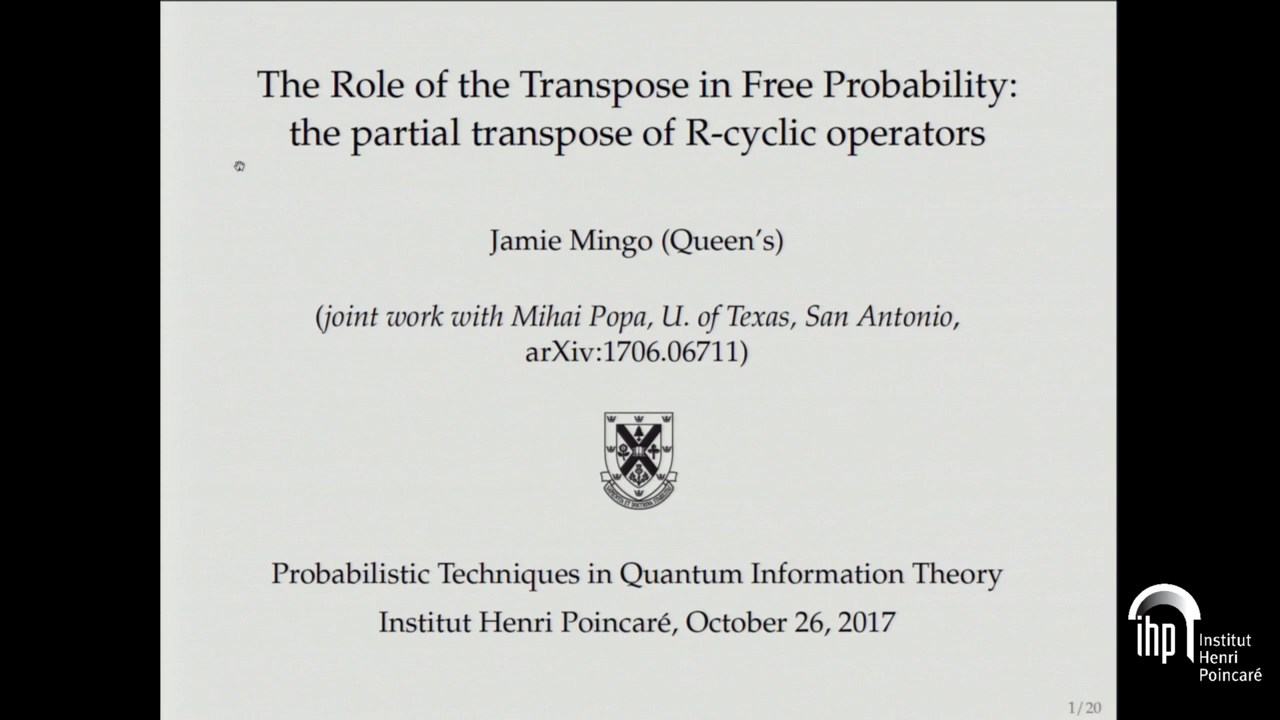 The Role of the Transpose in Free Probability:
the partial transpose of R-cyclic operators
Jamie Mingo (Queen's)
(joint work with Mihai Popa, U. of Texas, San Antonio,
arXiv:1706.06711)
Probabilistic Techniques in Quantum Information Theory
Institut Henri Poincaré, October 26, 2017
1/20
ihp
Institut
Henri
Poincaré